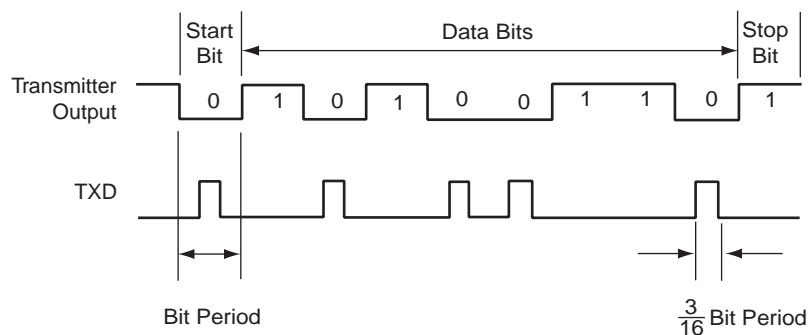 Start
Bit
Data Bits
Stop
Bit
Transmitter
Output
0 1 0 1 0 0 1 1 0 1
TXD
Bit Period
3
16 Bit Period